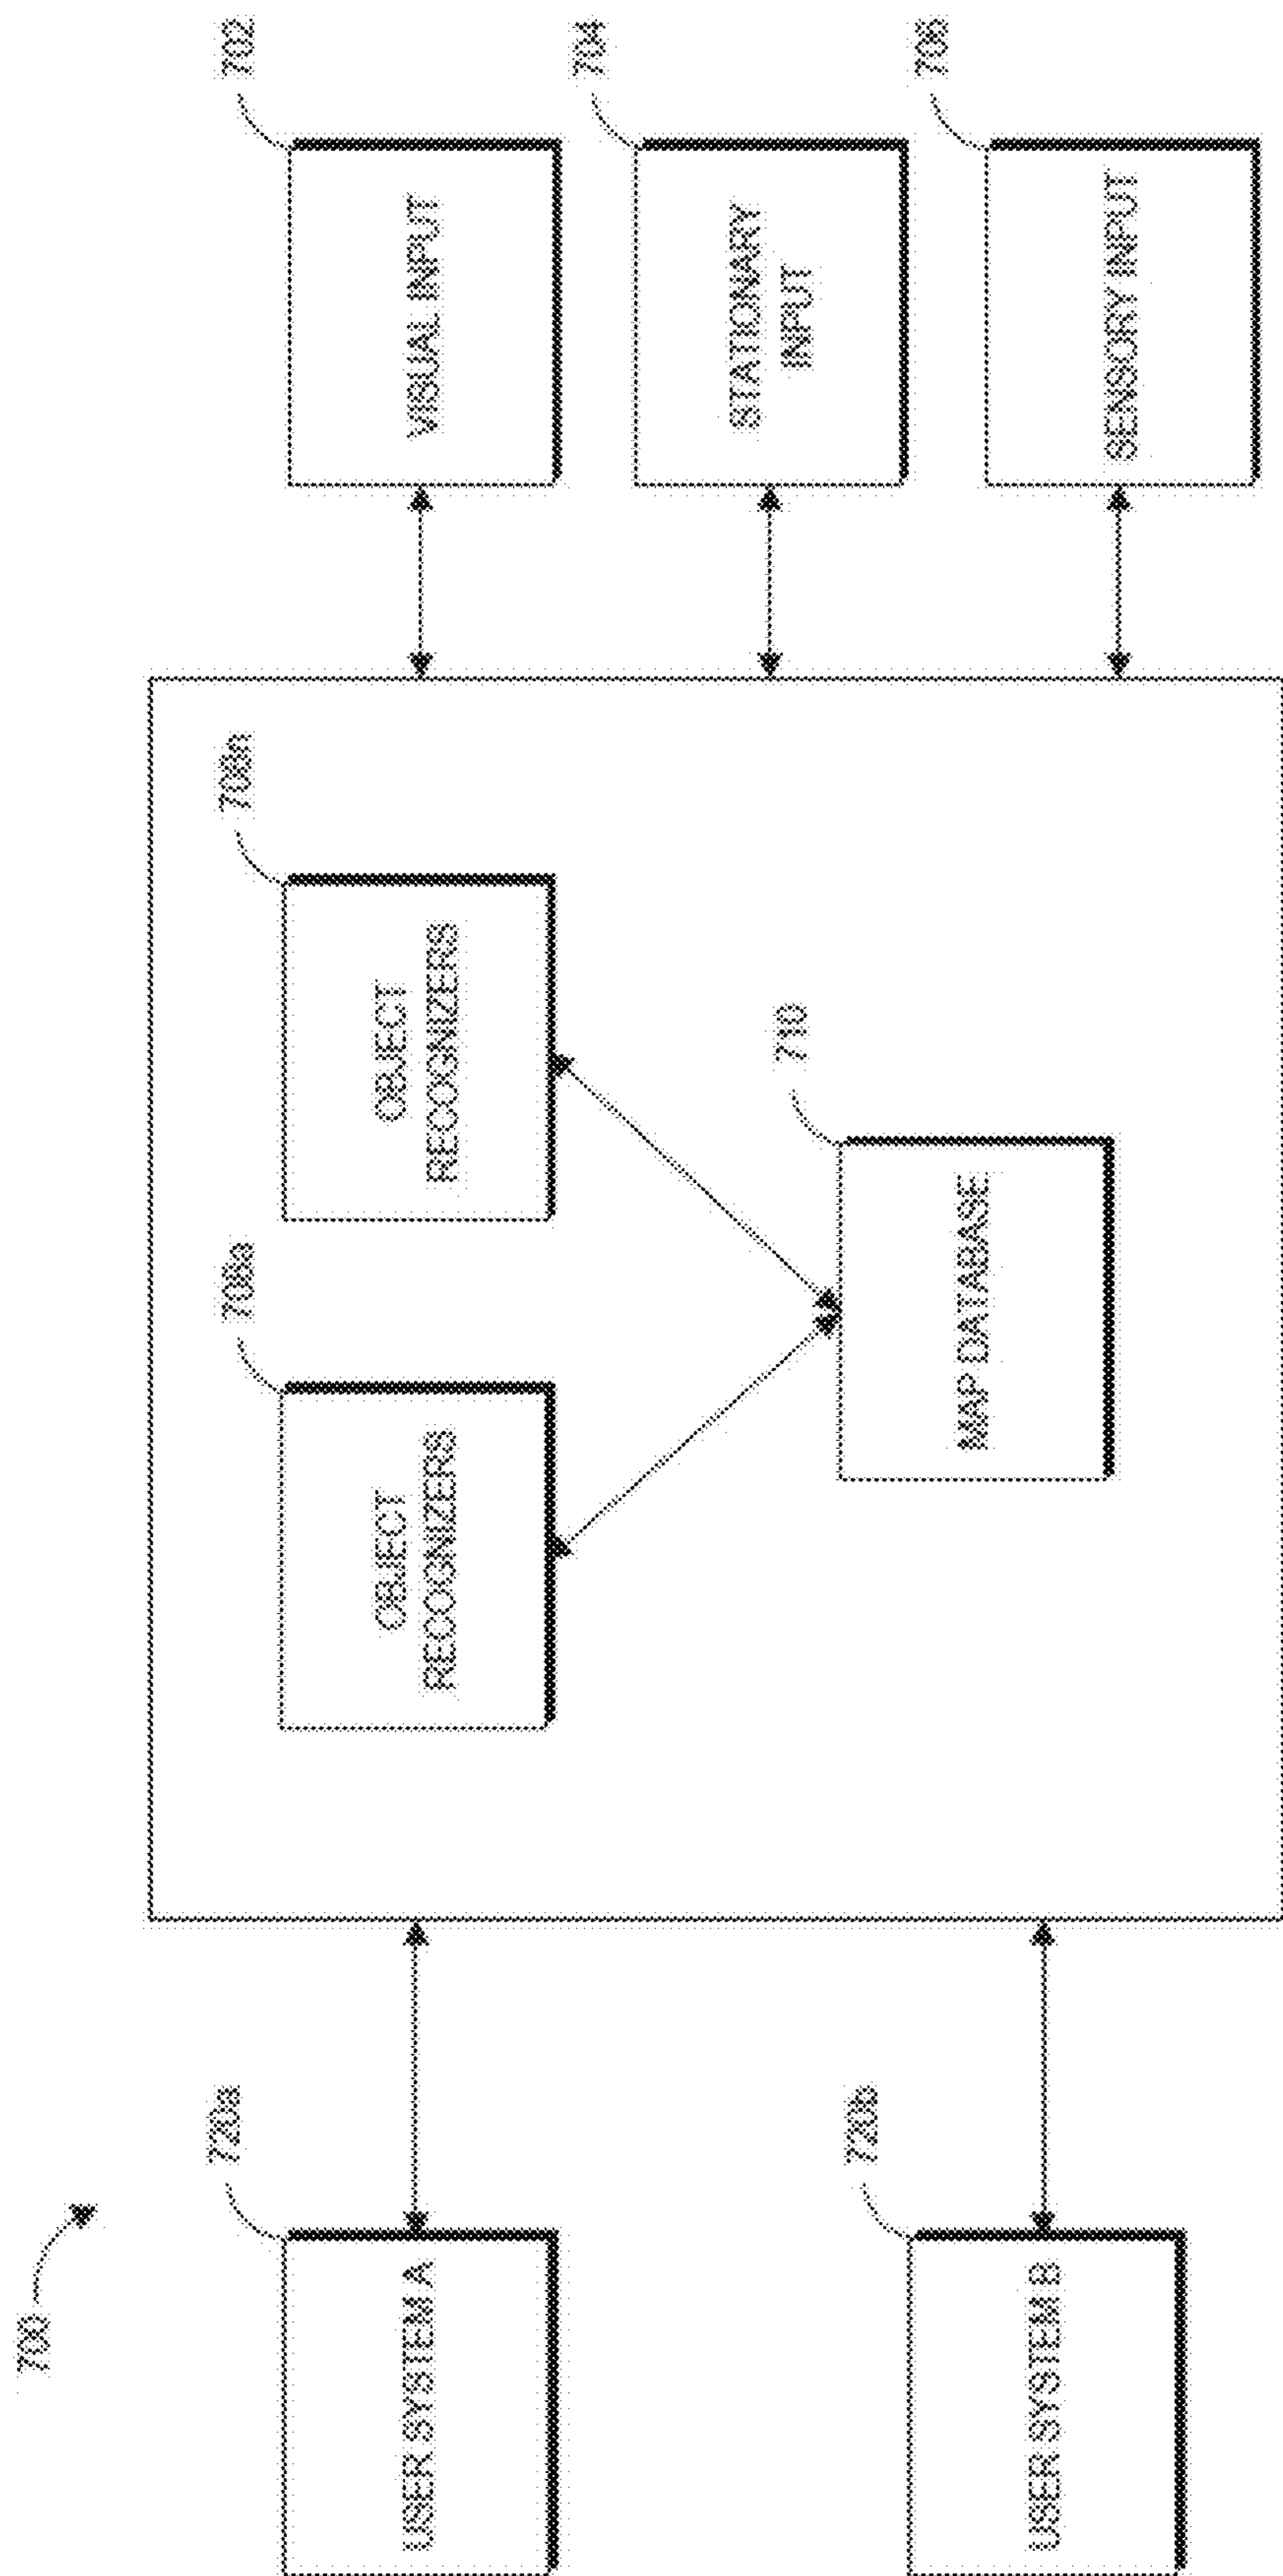 700
720a
USER SYSTEM A
720b
USER SYSTEM B
708a
OBJECT
RECOGNIZERS
708n
OBJECT
RECOGNIZERS
710
MAP DATABASE
702
VISUAL INPUT
704
STATIONARY
INPUT
706
SENSORY INPUT